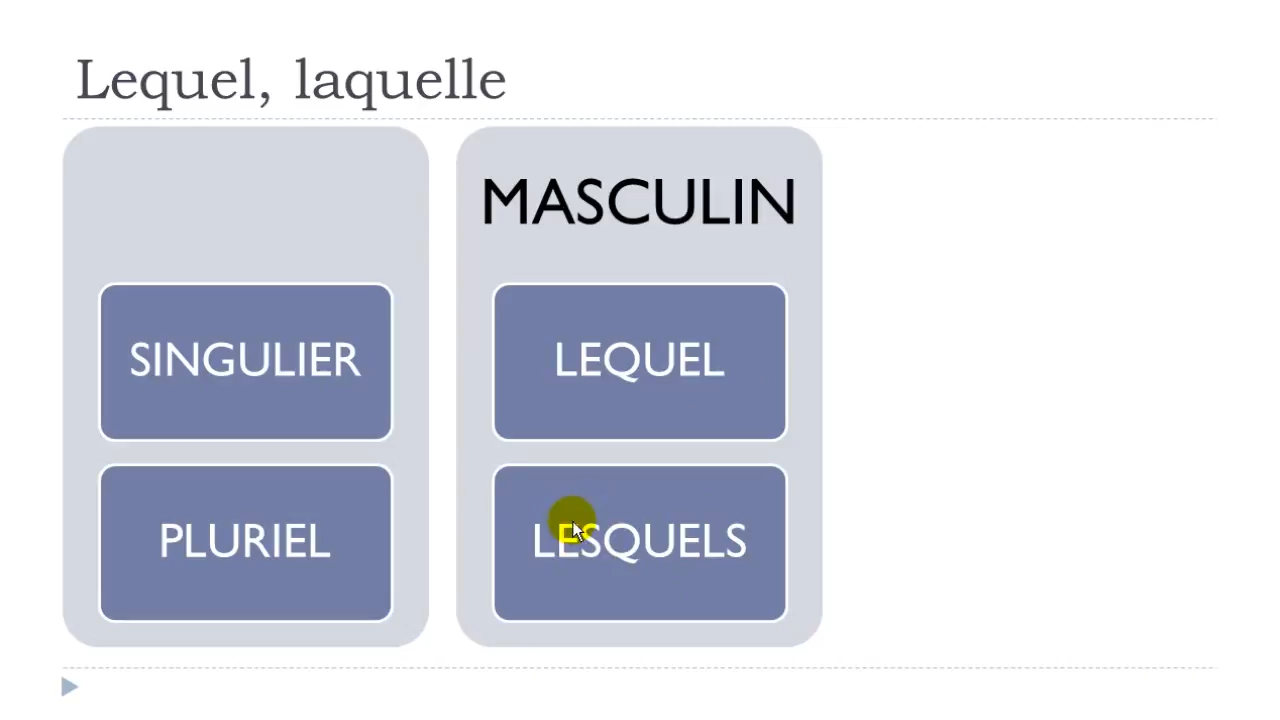 Lequel, laquelle
MASCULIN
SINGULIER
LEQUEL
PLURIEL
LESQUELS